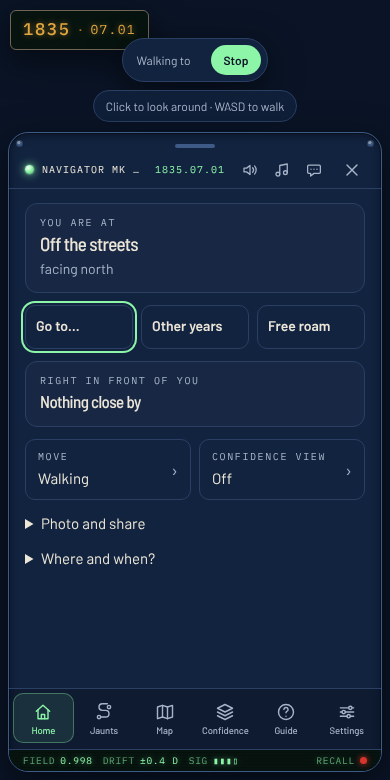 1835 · 07.01
Walking to
Stop
Click to look around · WASD to walk
NAVIGATOR MK …
1835.07.01
YOU ARE AT
Off the streets
facing north
Go to…
Other years
Free roam
RIGHT IN FRONT OF YOU
Nothing close by
MOVE
Walking
CONFIDENCE VIEW
Off
Photo and share
Where and when?
Home
Jaunts
Map
Confidence
Guide
Settings
FIELD 0.998 DRIFT ±0.4 D SIG ▮▮▮▯
RECALL